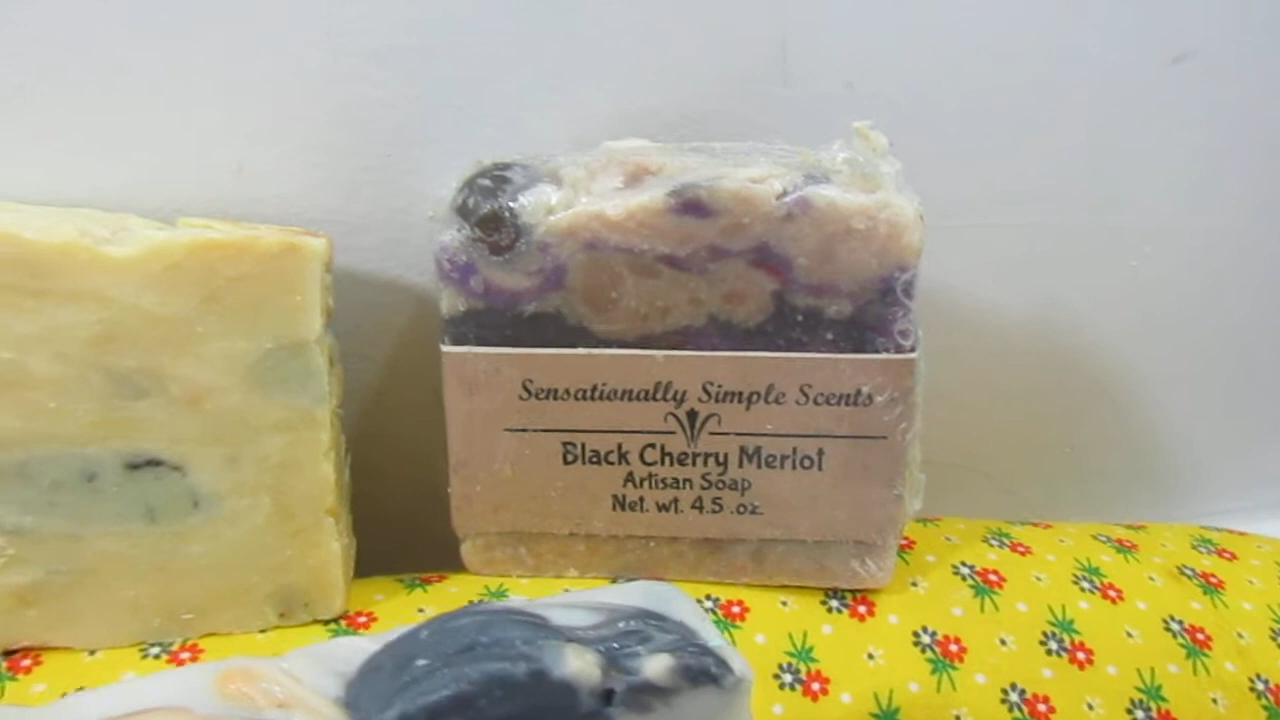 Sensationally Simple Scents
Black Cherry Merlot
Artisan Soap
Net. wt. 4.5 .oz